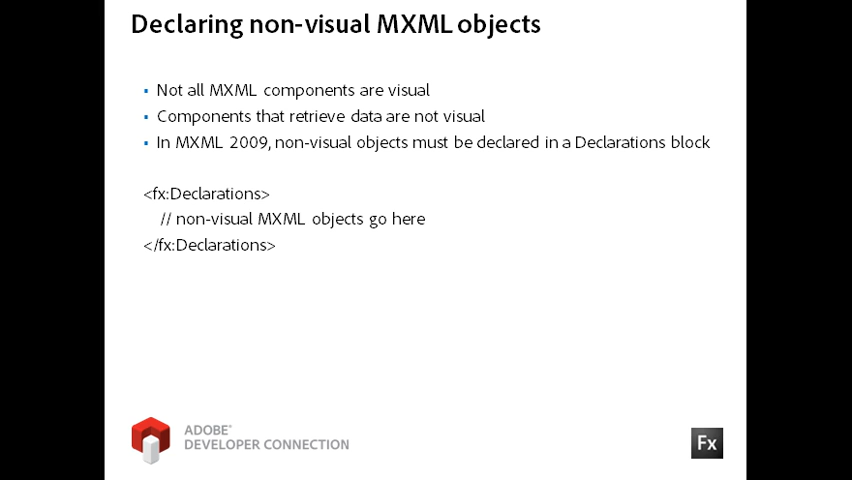 Declaring non-visual MXML objects
▪ Not all MXML components are visual
▪ Components that retrieve data are not visual
▪ In MXML 2009, non-visual objects must be declared in a Declarations block
<fx:Declarations>
// non-visual MXML objects go here
</fx:Declarations>
ADOBE®
DEVELOPER CONNECTION
Fx